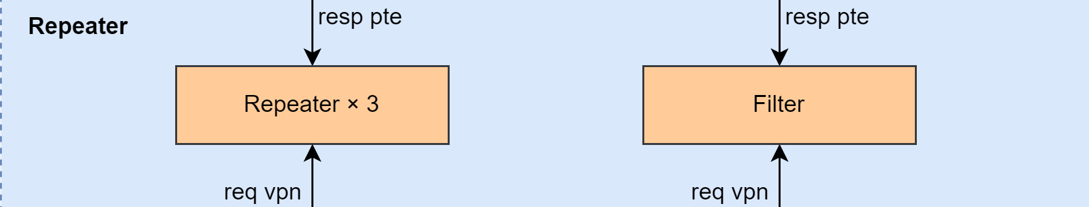 Repeater
resp pte
resp pte
Repeater × 3
Filter
req vpn
req vpn